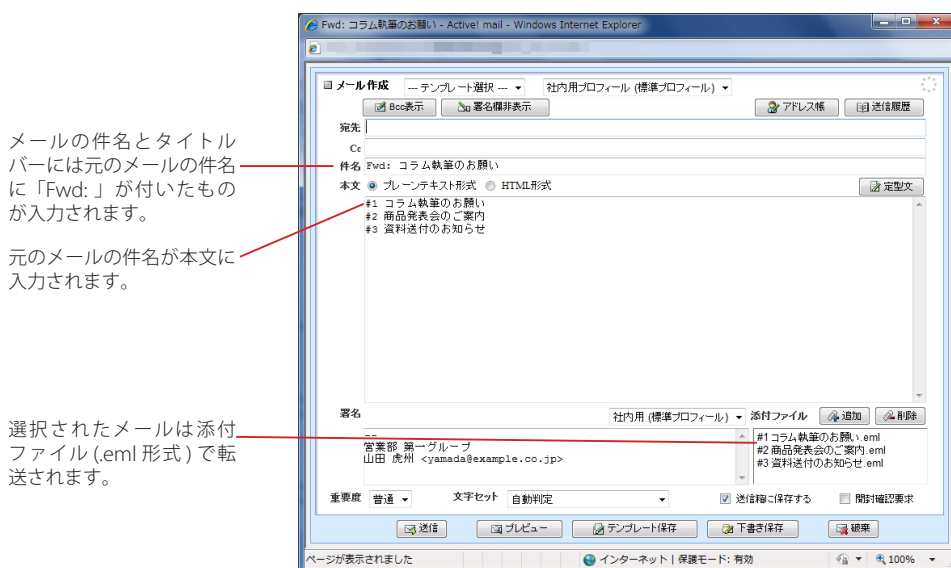 Fwd: コラム執筆のお願い - Active! mail - Windows Internet Explorer
メール作成 --- テンプレート選択 --- 社内用プロフィール (標準プロフィール)
Bcc表示 署名欄非表示 アドレス帳 送信履歴
宛先
Cc
件名 Fwd: コラム執筆のお願い
本文 プレーンテキスト形式 HTML形式 定型文
#1 コラム執筆のお願い
#2 商品発表会のご案内
#3 資料送付のお知らせ
メールの件名とタイトル
バーには元のメールの件名
に「Fwd: 」が付いたもの
が入力されます。
元のメールの件名が本文に
入力されます。
選択されたメールは添付
ファイル (.eml 形式 ) で転
送されます。
署名 社内用 (標準プロフィール) 添付ファイル 追加 削除
--
営業部 第一グループ
山田 虎州 <yamada@example.co.jp>
#1 コラム執筆のお願い.eml
#2 商品発表会のご案内.eml
#3 資料送付のお知らせ.eml
重要度 普通 文字セット 自動判定 送信箱に保存する 開封確認要求
送信 プレビュー テンプレート保存 下書き保存 破棄
ページが表示されました インターネット | 保護モード: 有効 100%